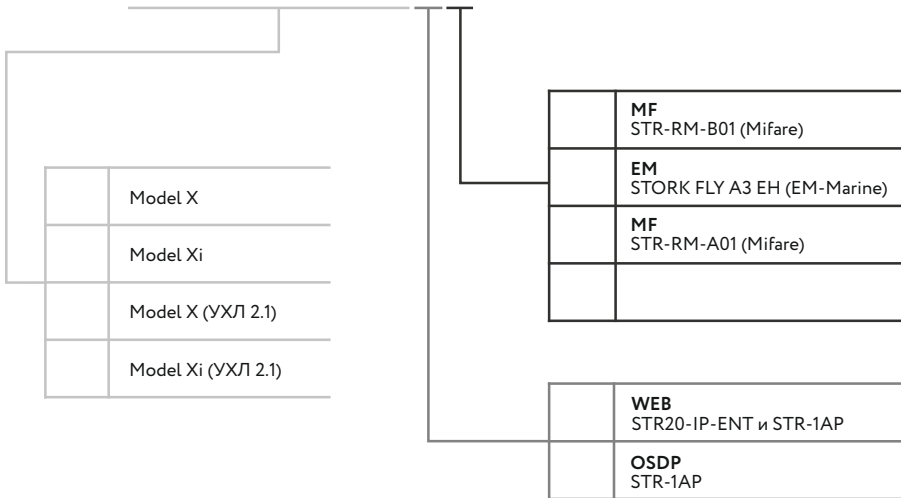 MF
STR-RM-B01 (Mifare)
EM
STORK FLY A3 EH (EM-Marine)
MF
STR-RM-A01 (Mifare)
Model X
Model Xi
Model X (УХЛ 2.1)
Model Xi (УХЛ 2.1)
WEB
STR20-IP-ENT и STR-1AP
OSDP
STR-1AP